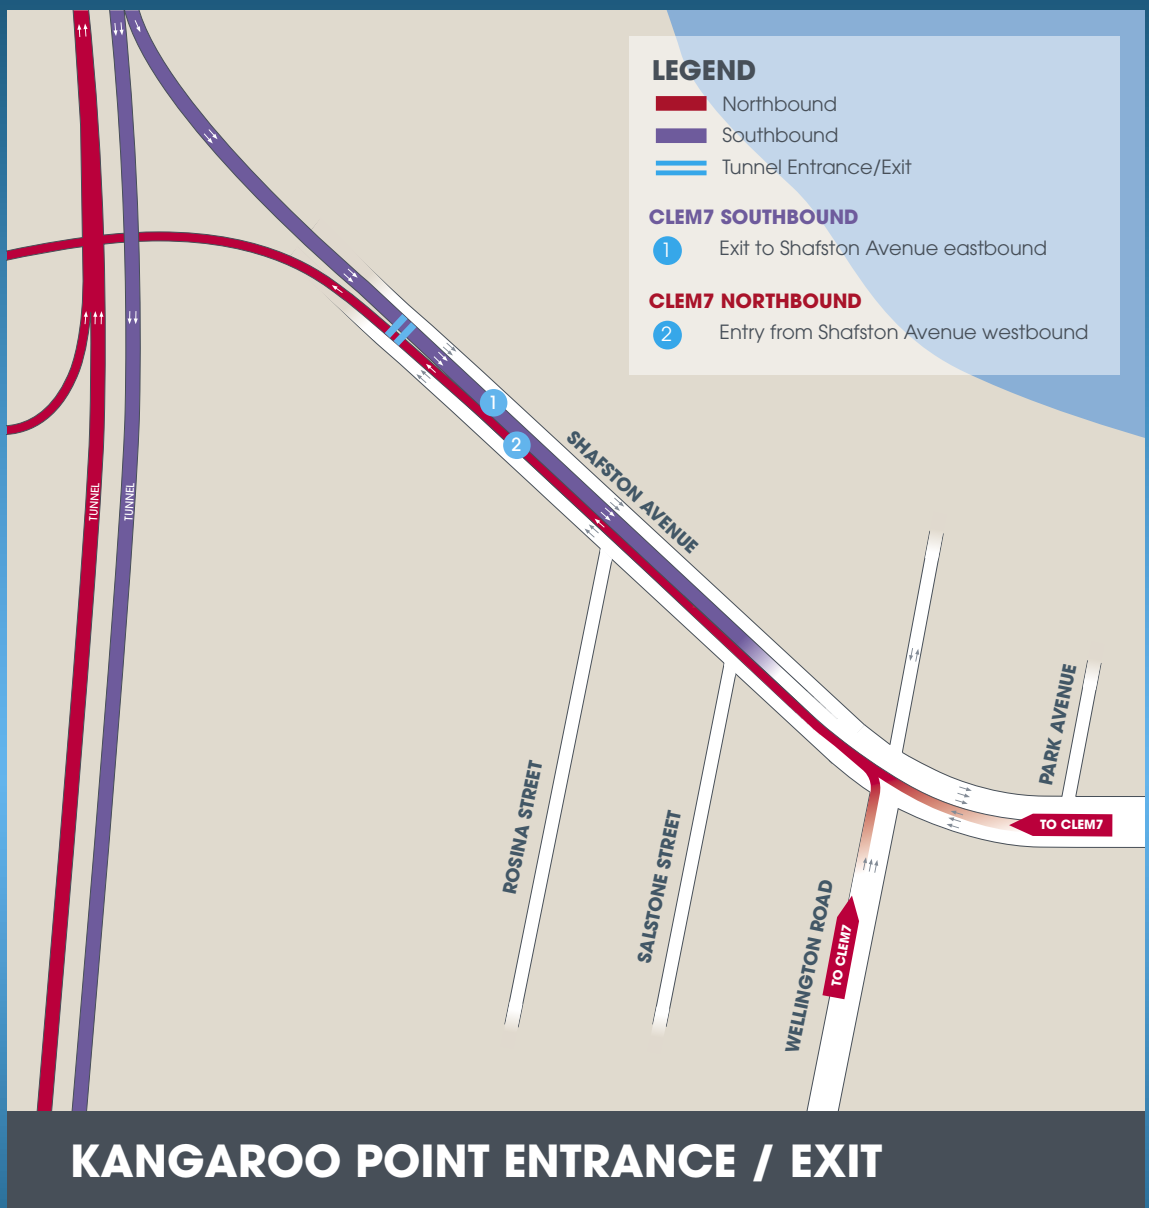 LEGEND
Northbound
Southbound
Tunnel Entrance/Exit
CLEM7 SOUTHBOUND
1 Exit to Shafston Avenue eastbound
CLEM7 NORTHBOUND
2 Entry from Shafston Avenue westbound
1
2
SHAFSTON AVENUE
TUNNEL
TUNNEL
PARK AVENUE
TO CLEM7
ROSINA STREET
SALSTONE STREET
WELLINGTON ROAD
TO CLEM7
KANGAROO POINT ENTRANCE / EXIT